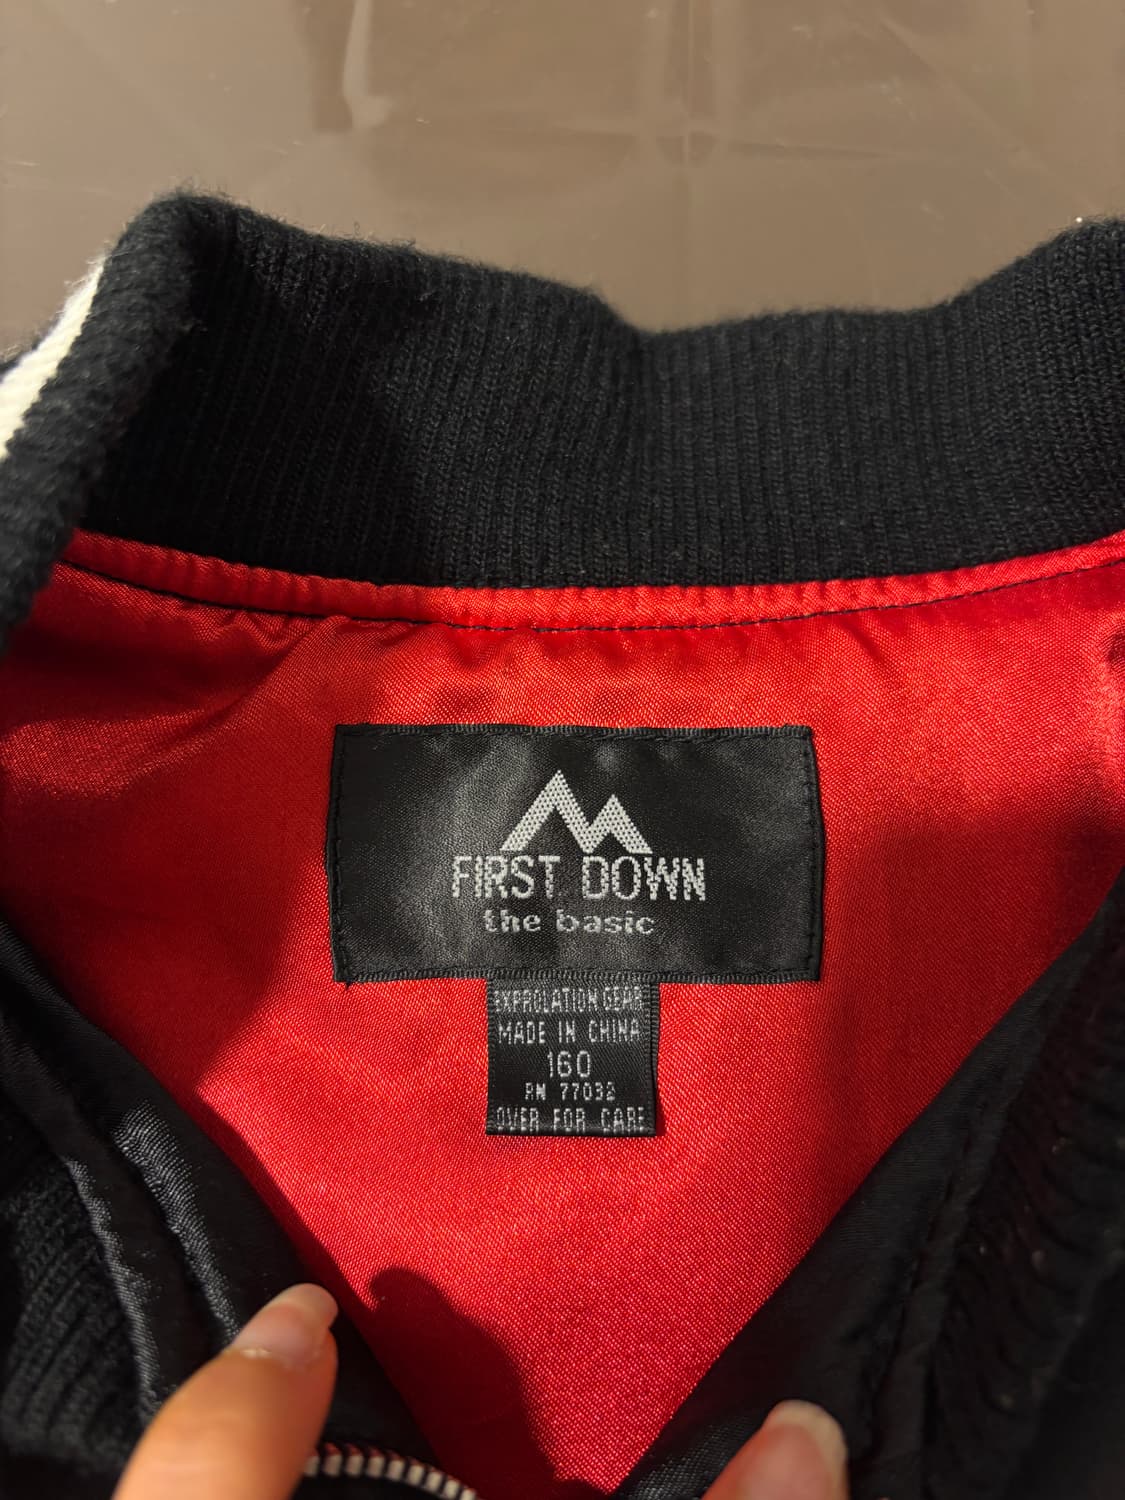 FIRST DOWN
the basic
EXPROLATION GEAR
MADE IN CHINA
160
RN 77032
OVER FOR CARE